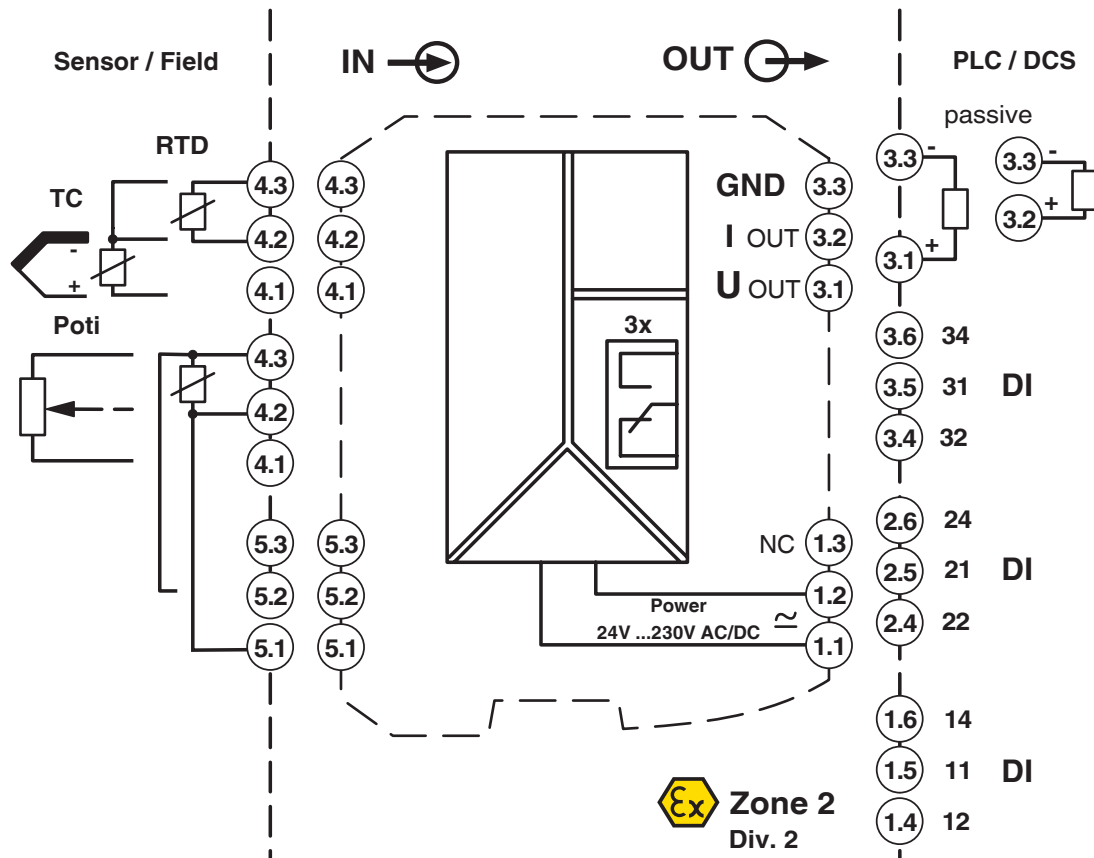 Sensor / Field
IN
OUT
PLC / DCS
passive
RTD
TC
-
+
Poti
4.3
4.2
4.1
4.3
4.2
4.1
5.3
5.2
5.1
4.3
4.2
4.1
5.3
5.2
5.1
3x
GND 3.3
I OUT 3.2
U OUT 3.1
NC 1.3
1.2
Power
24V ...230V AC/DC
1.1
3.3 -
3.1 +
3.3 -
3.2 +
3.6 34
3.5 31 DI
3.4 32
2.6 24
2.5 21 DI
2.4 22
1.6 14
1.5 11 DI
1.4 12
Ex Zone 2
Div. 2